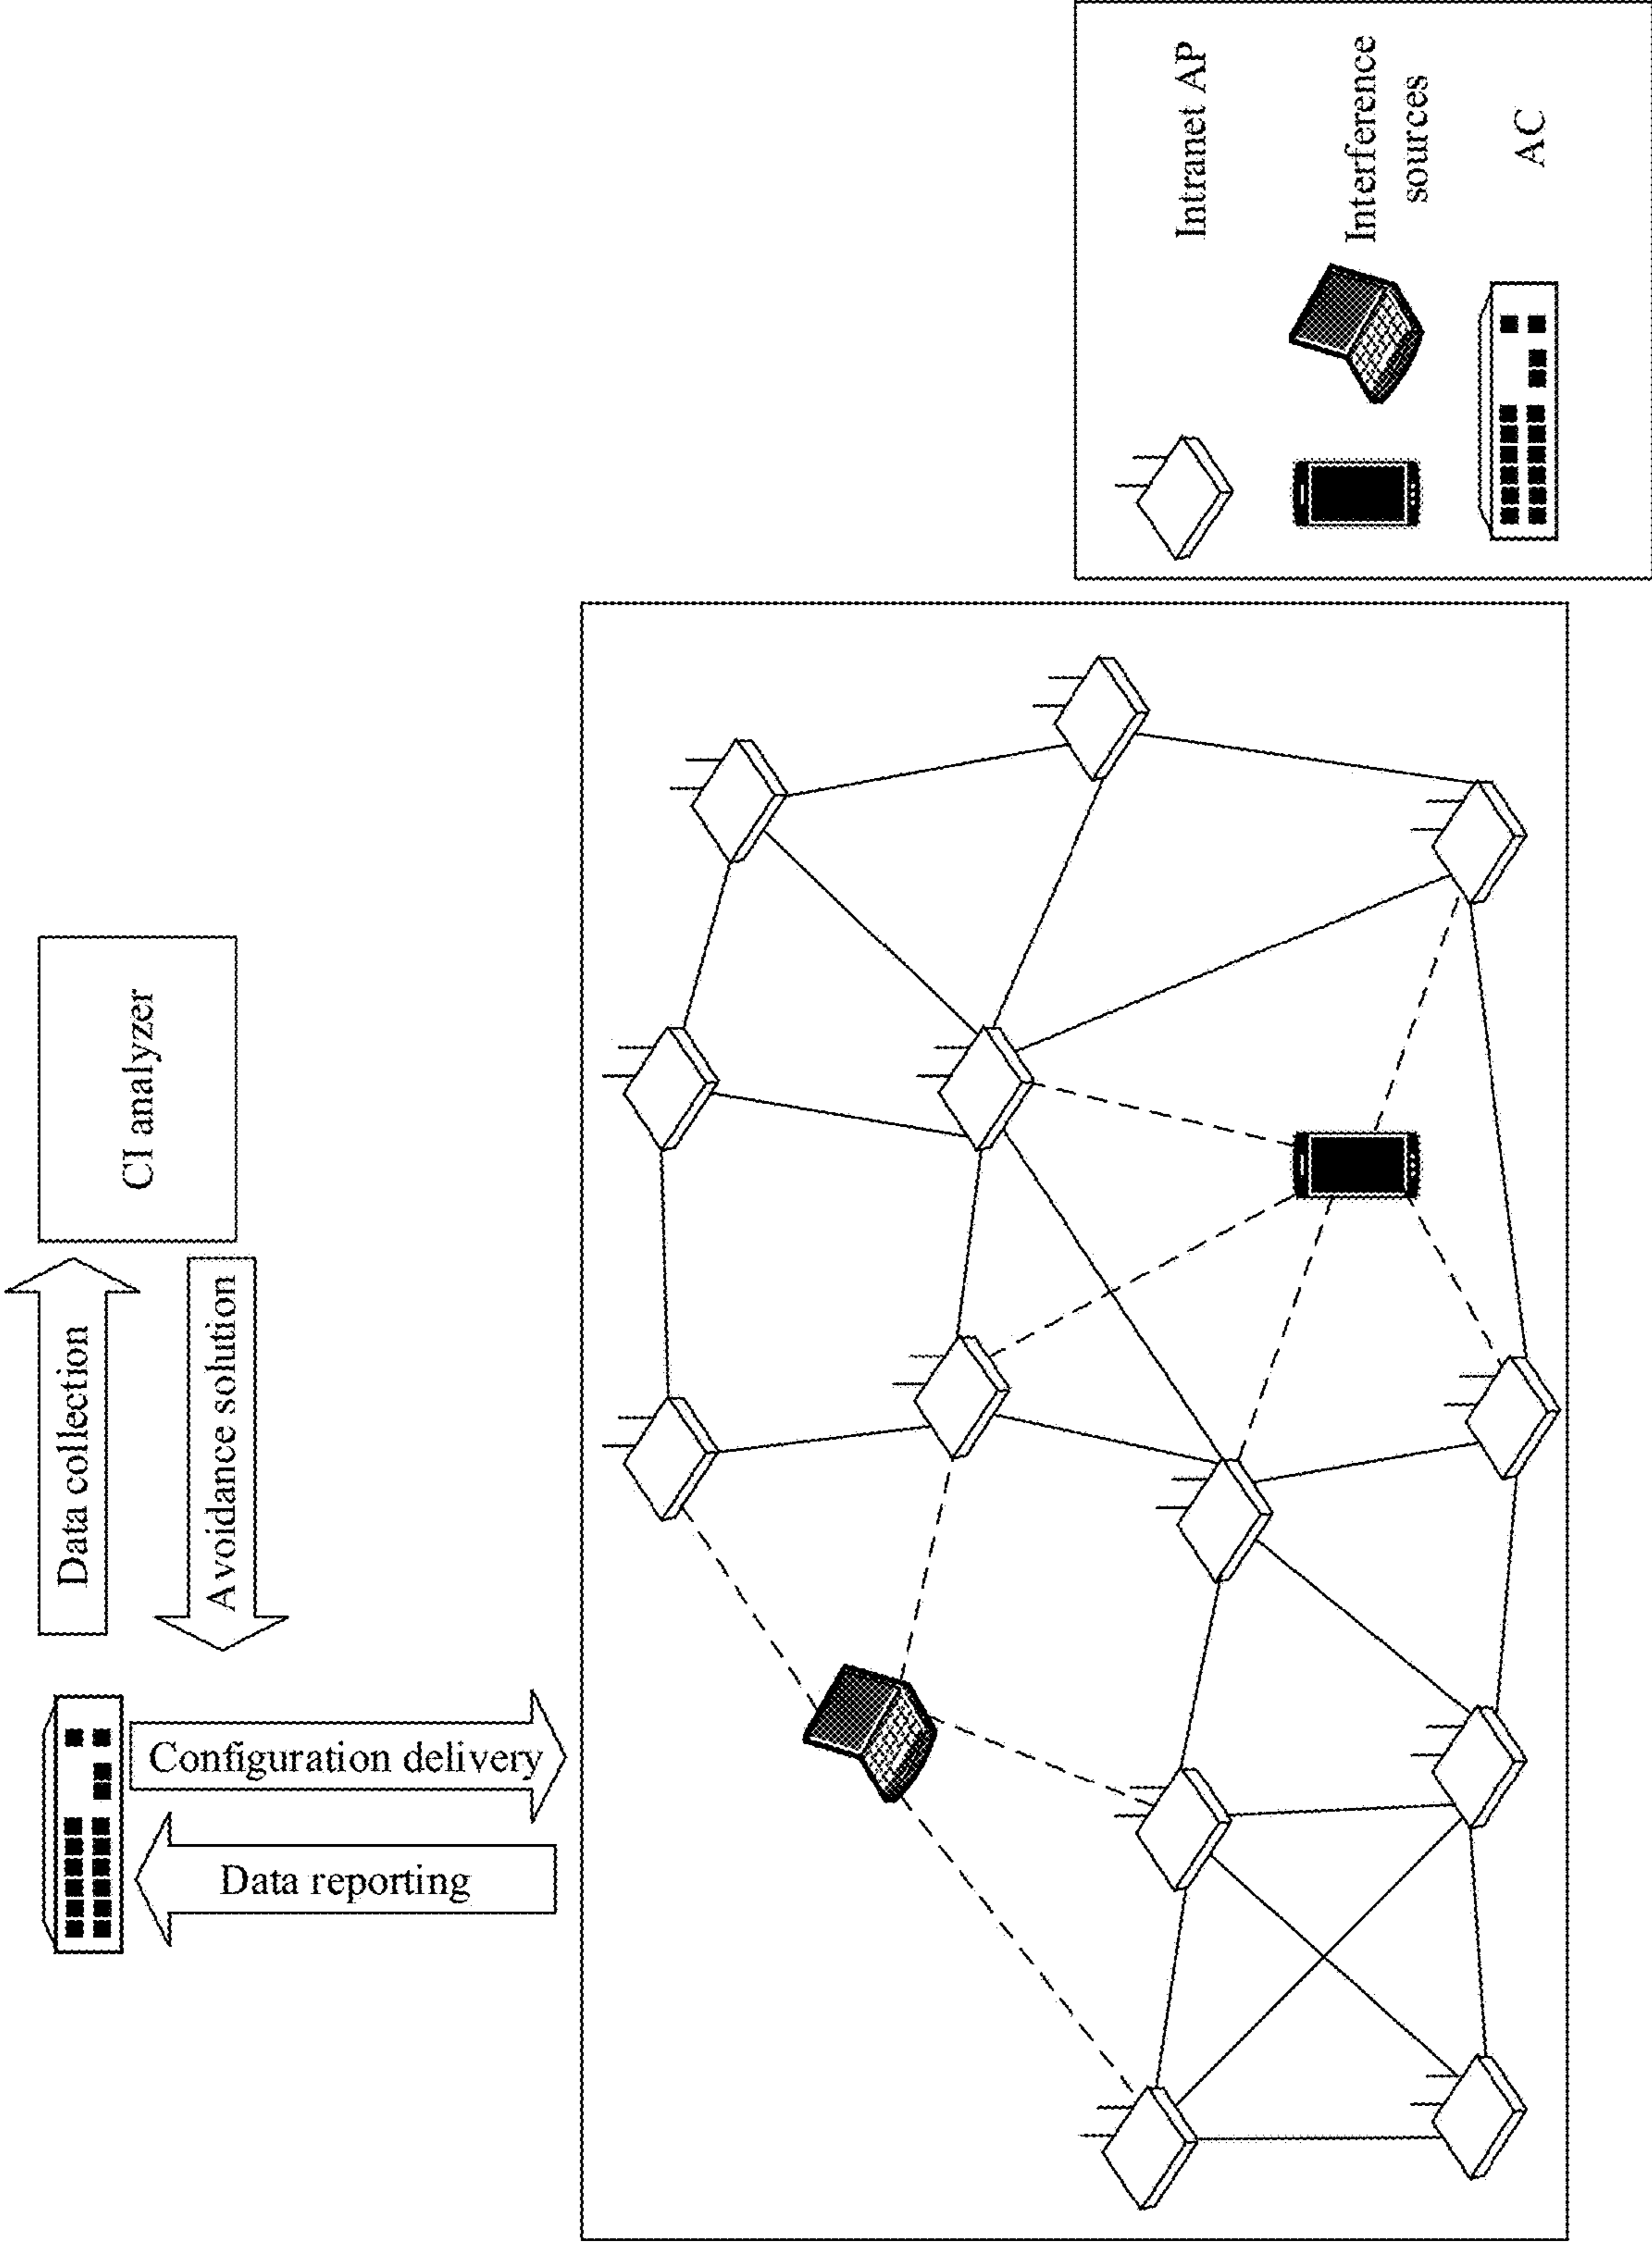 CI analyzer
Data collection
Avoidance solution
Configuration delivery
Data reporting
Intranet AP
Interference
sources
AC